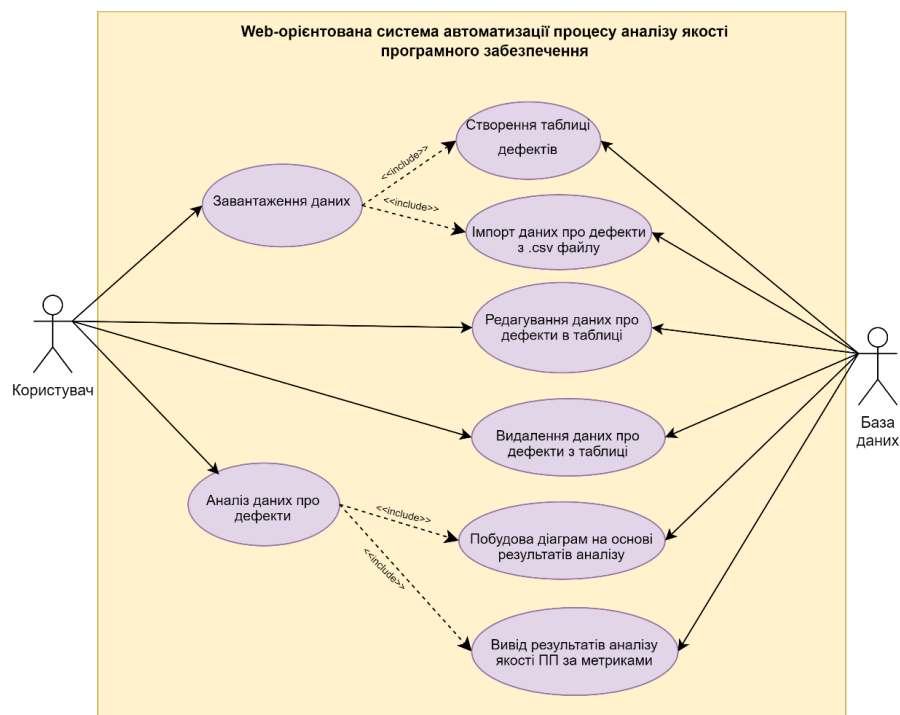 Web-орієнтована система автоматизації процесу аналізу якості
програмного забезпечення
Створення таблиці
дефектів
<<include>>
Завантаження даних
<<include>>
Імпорт даних про дефекти
з .csv файлу
Редагування даних про
дефекти в таблиці
Користувач
База
даних
Видалення даних про
дефекти з таблиці
Аналіз даних про
дефекти
<<include>>
Побудова діаграм на основі
результатів аналізу
<<include>>
Вивід результатів аналізу
якості ПП за метриками